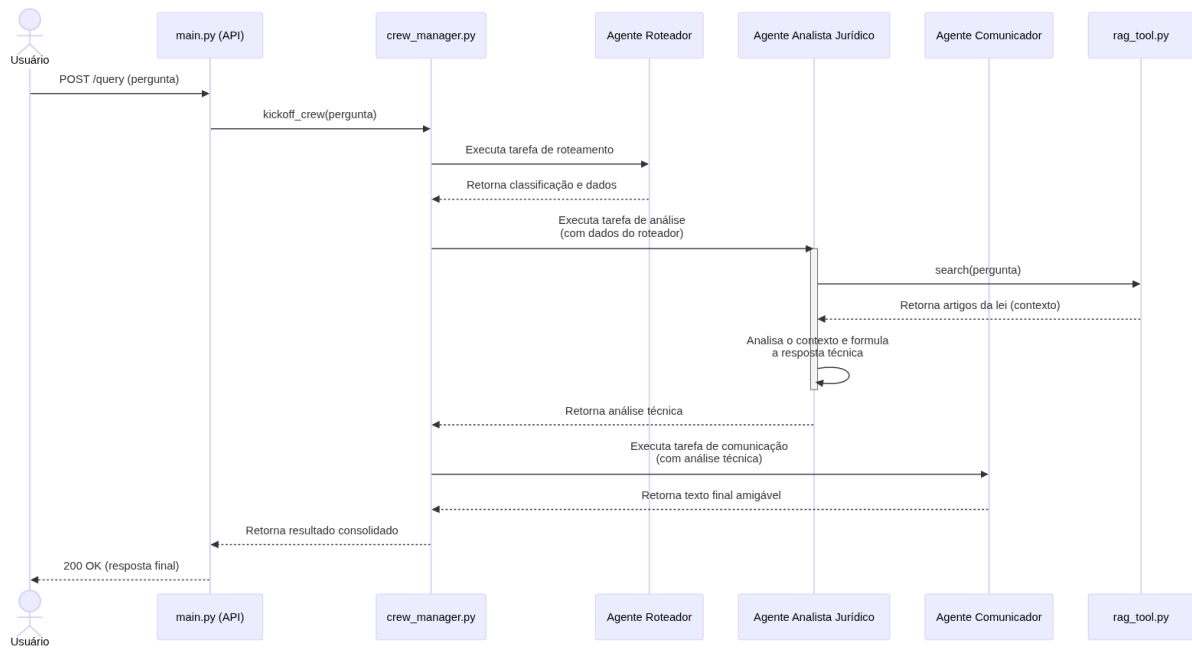 Usuário
main.py (API)
crew_manager.py
Agente Roteador
Agente Analista Jurídico
Agente Comunicador
rag_tool.py
POST /query (pergunta)
kickoff_crew(pergunta)
Executa tarefa de roteamento
Retorna classificação e dados
Executa tarefa de análise
(com dados do roteador)
search(pergunta)
Retorna artigos da lei (contexto)
Analisa o contexto e formula
a resposta técnica
Retorna análise técnica
Executa tarefa de comunicação
(com análise técnica)
Retorna texto final amigável
Retorna resultado consolidado
200 OK (resposta final)
Usuário
main.py (API)
crew_manager.py
Agente Roteador
Agente Analista Jurídico
Agente Comunicador
rag_tool.py